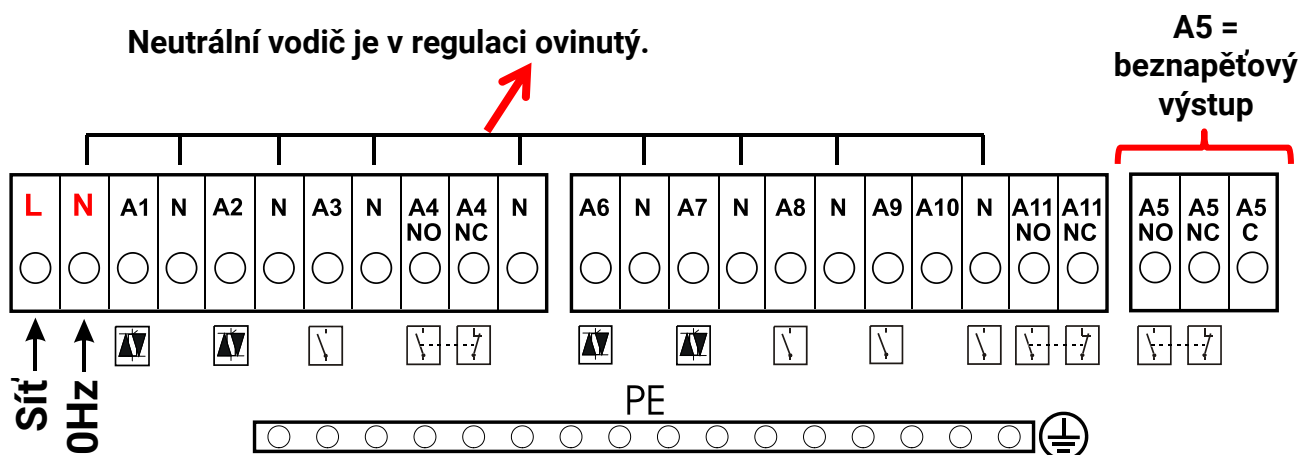 Neutrální vodič je v regulaci ovinutý.
A5 =
beznapěťový
výstup
L N A1 N A2 N A3 N A4 NO A4 NC N
A6 N A7 N A8 N A9 A10 N A11 NO A11 NC
A5 NO A5 NC A5 C
Síť
0Hz
PE